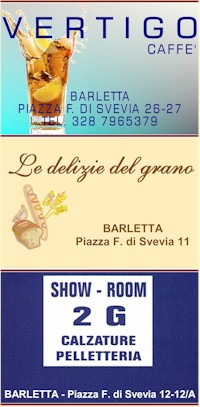 VERTIGO
CAFFE'
BARLETTA
PIAZZA F. DI SVEVIA 26-27
TEL. 328 7965379
Le delizie del grano
BARLETTA
Piazza F. di Svevia 11
SHOW - ROOM
2 G
CALZATURE
PELLETTERIA
BARLETTA - Piazza F. di Svevia 12-12/A